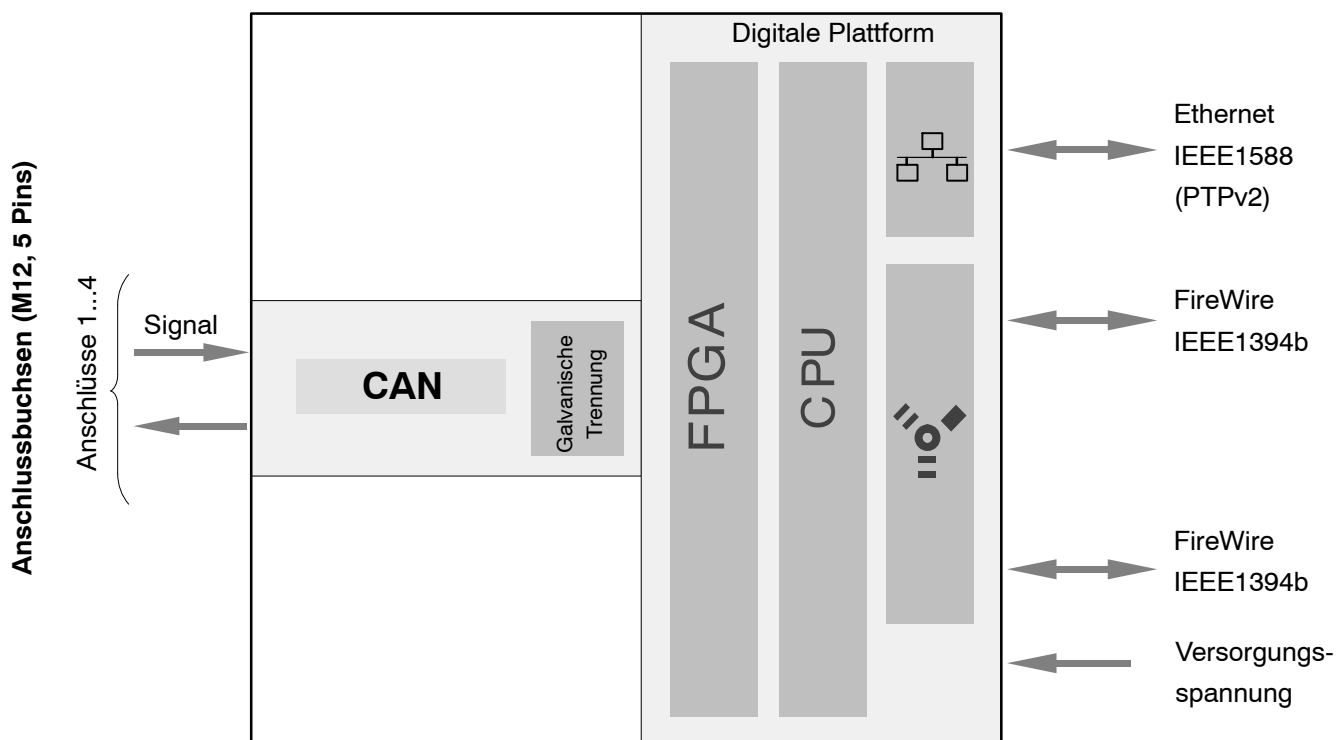 Anschlussbuchsen (M12, 5 Pins)
Anschlüsse 1...4
Signal
CAN
Galvanische
Trennung
Digitale Plattform
FPGA
CPU
Ethernet
IEEE1588
(PTPv2)
FireWire
IEEE1394b
FireWire
IEEE1394b
Versorgungs-
spannung